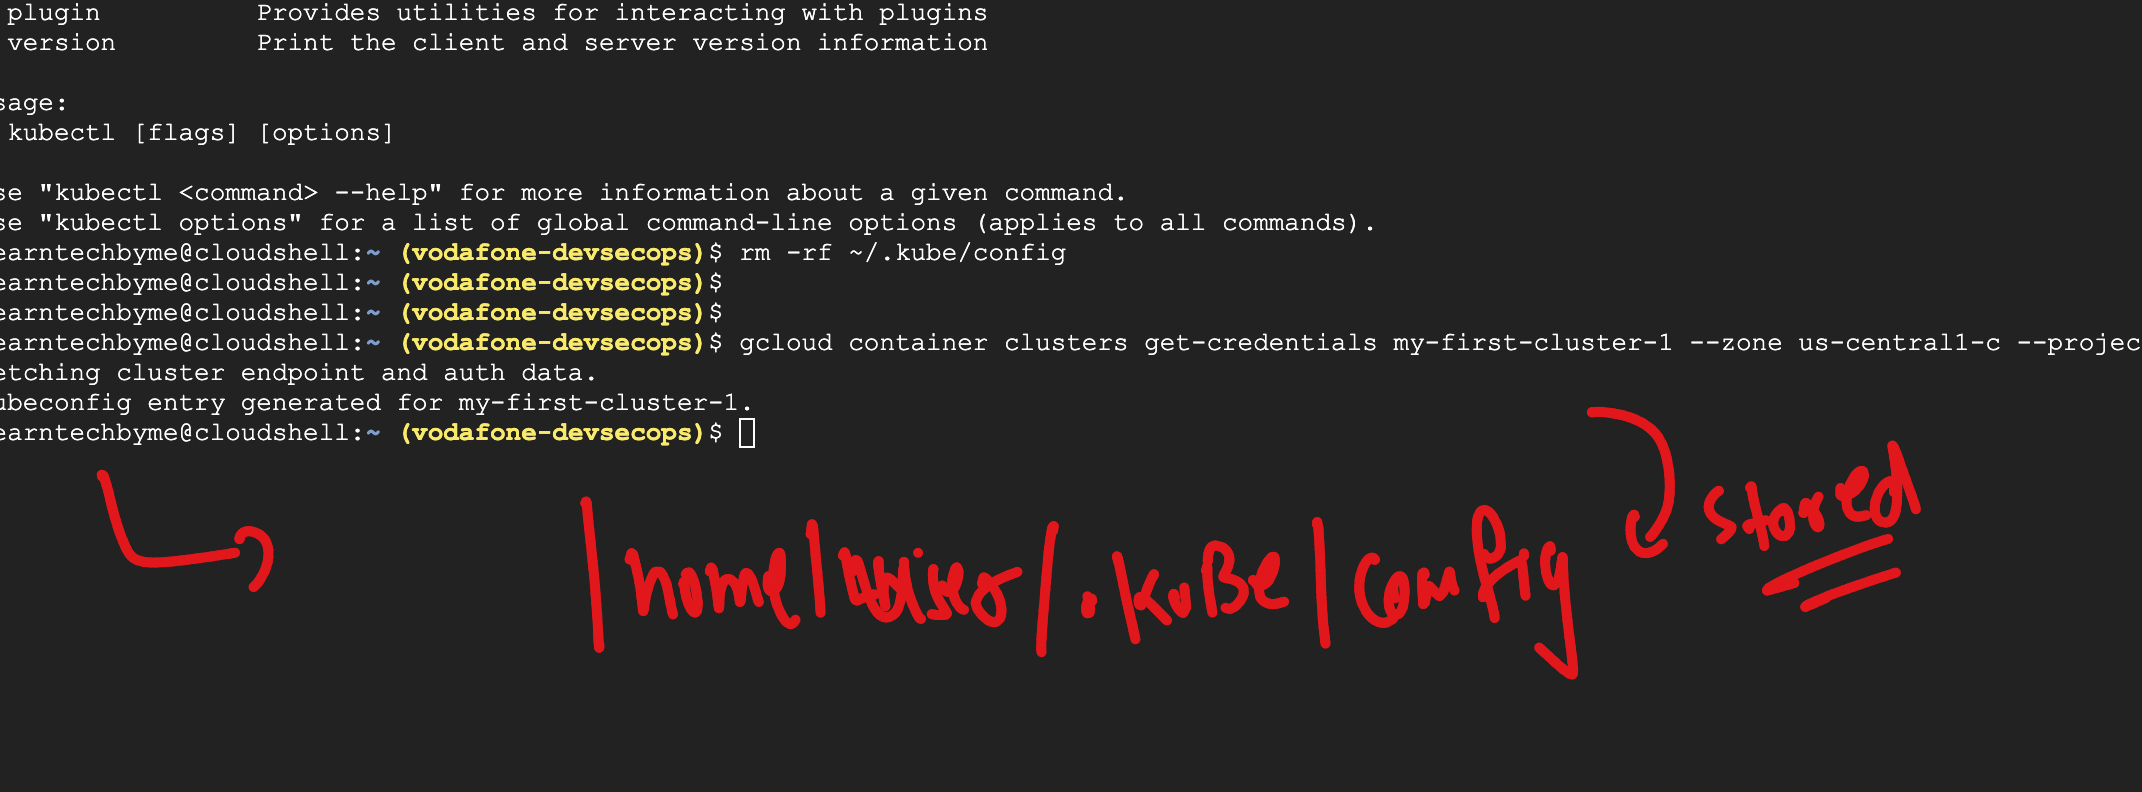 plugin          Provides utilities for interacting with plugins
version         Print the client and server version information
sage:
kubectl [flags] [options]
se "kubectl <command> --help" for more information about a given command.
se "kubectl options" for a list of global command-line options (applies to all commands).
earntechbyme@cloudshell:~ (vodafone-devsecops)$ rm -rf ~/.kube/config
earntechbyme@cloudshell:~ (vodafone-devsecops)$
earntechbyme@cloudshell:~ (vodafone-devsecops)$
earntechbyme@cloudshell:~ (vodafone-devsecops)$ gcloud container clusters get-credentials my-first-cluster-1 --zone us-central1-c --projec
etching cluster endpoint and auth data.
ubeconfig entry generated for my-first-cluster-1.
earntechbyme@cloudshell:~ (vodafone-devsecops)$
stored
/home/ /.kuBe/config